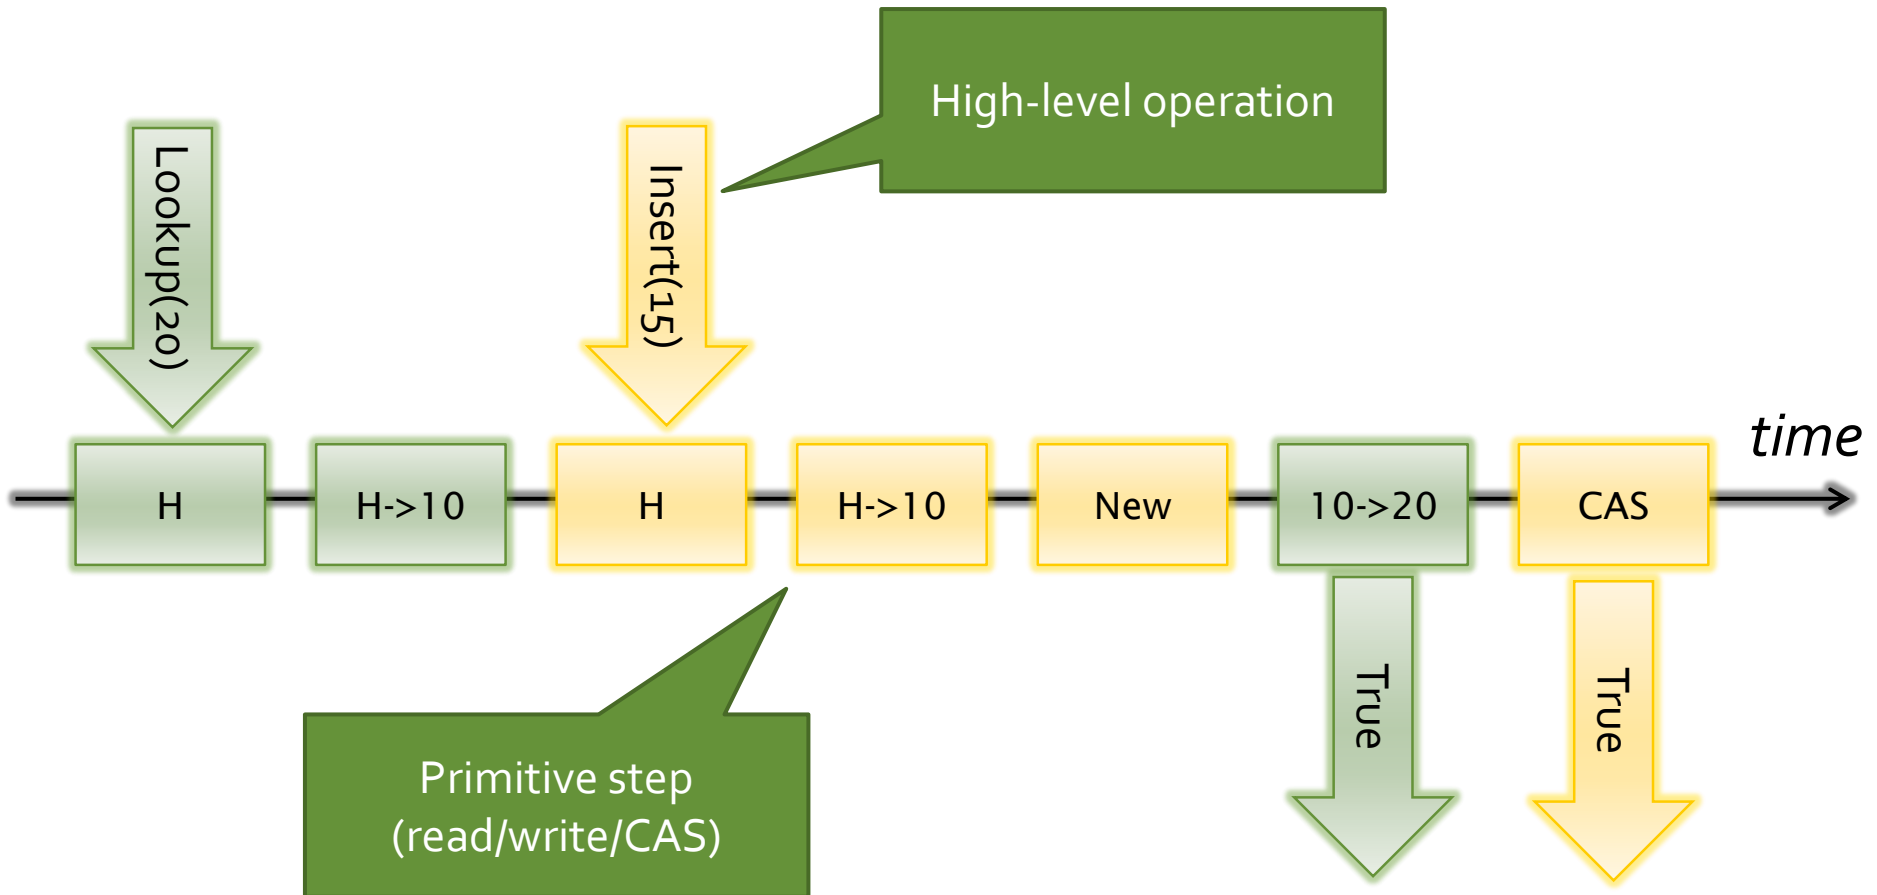 High-level operation
Lookup(20)
Insert(15)
time
H
H->10
H
H->10
New
10->20
CAS
True
True
Primitive step
(read/write/CAS)